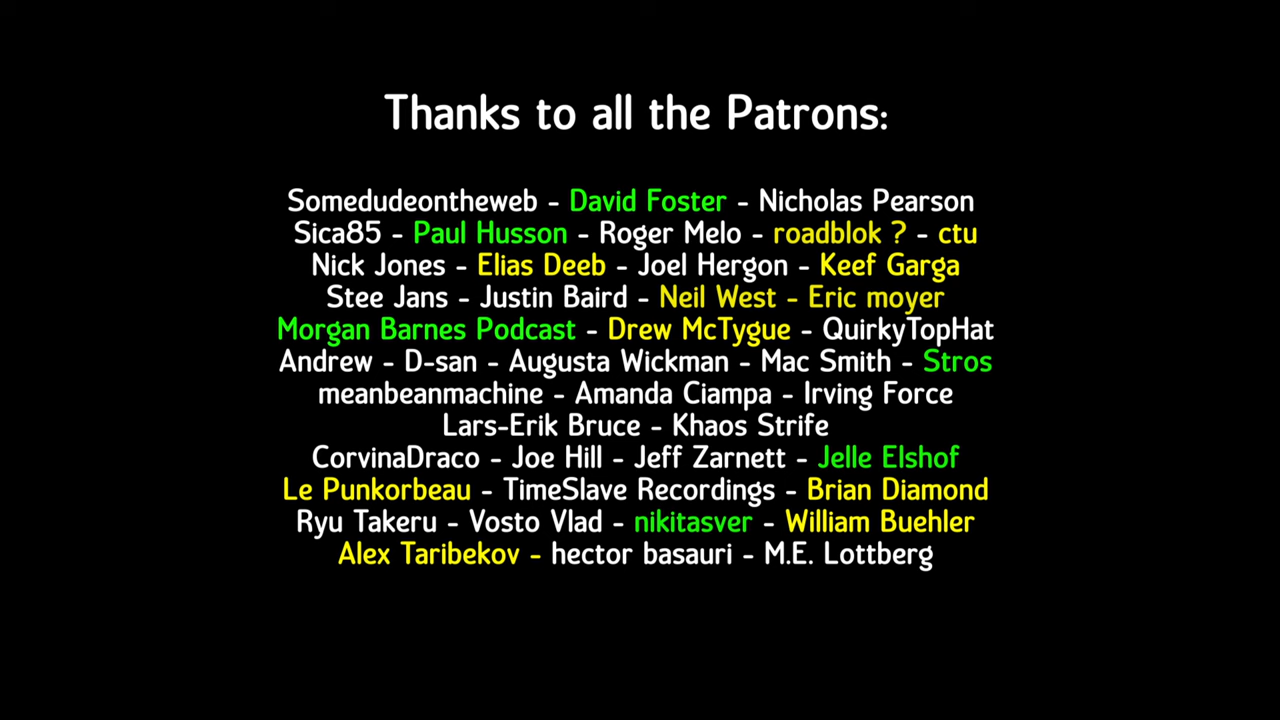 Thanks to all the Patrons:
Somedudeontheweb - David Foster - Nicholas Pearson
Sica85 - Paul Husson - Roger Melo - roadblok ? - ctu
Nick Jones - Elias Deeb - Joel Hergon - Keef Garga
Stee Jans - Justin Baird - Neil West - Eric moyer
Morgan Barnes Podcast - Drew McTygue - QuirkyTopHat
Andrew - D-san - Augusta Wickman - Mac Smith - Stros
meanbeanmachine - Amanda Ciampa - Irving Force
Lars-Erik Bruce - Khaos Strife
CorvinaDraco - Joe Hill - Jeff Zarnett - Jelle Elshof
Le Punkorbeau - TimeSlave Recordings - Brian Diamond
Ryu Takeru - Vosto Vlad - nikitasver - William Buehler
Alex Taribekov - hector basauri - M.E. Lottberg